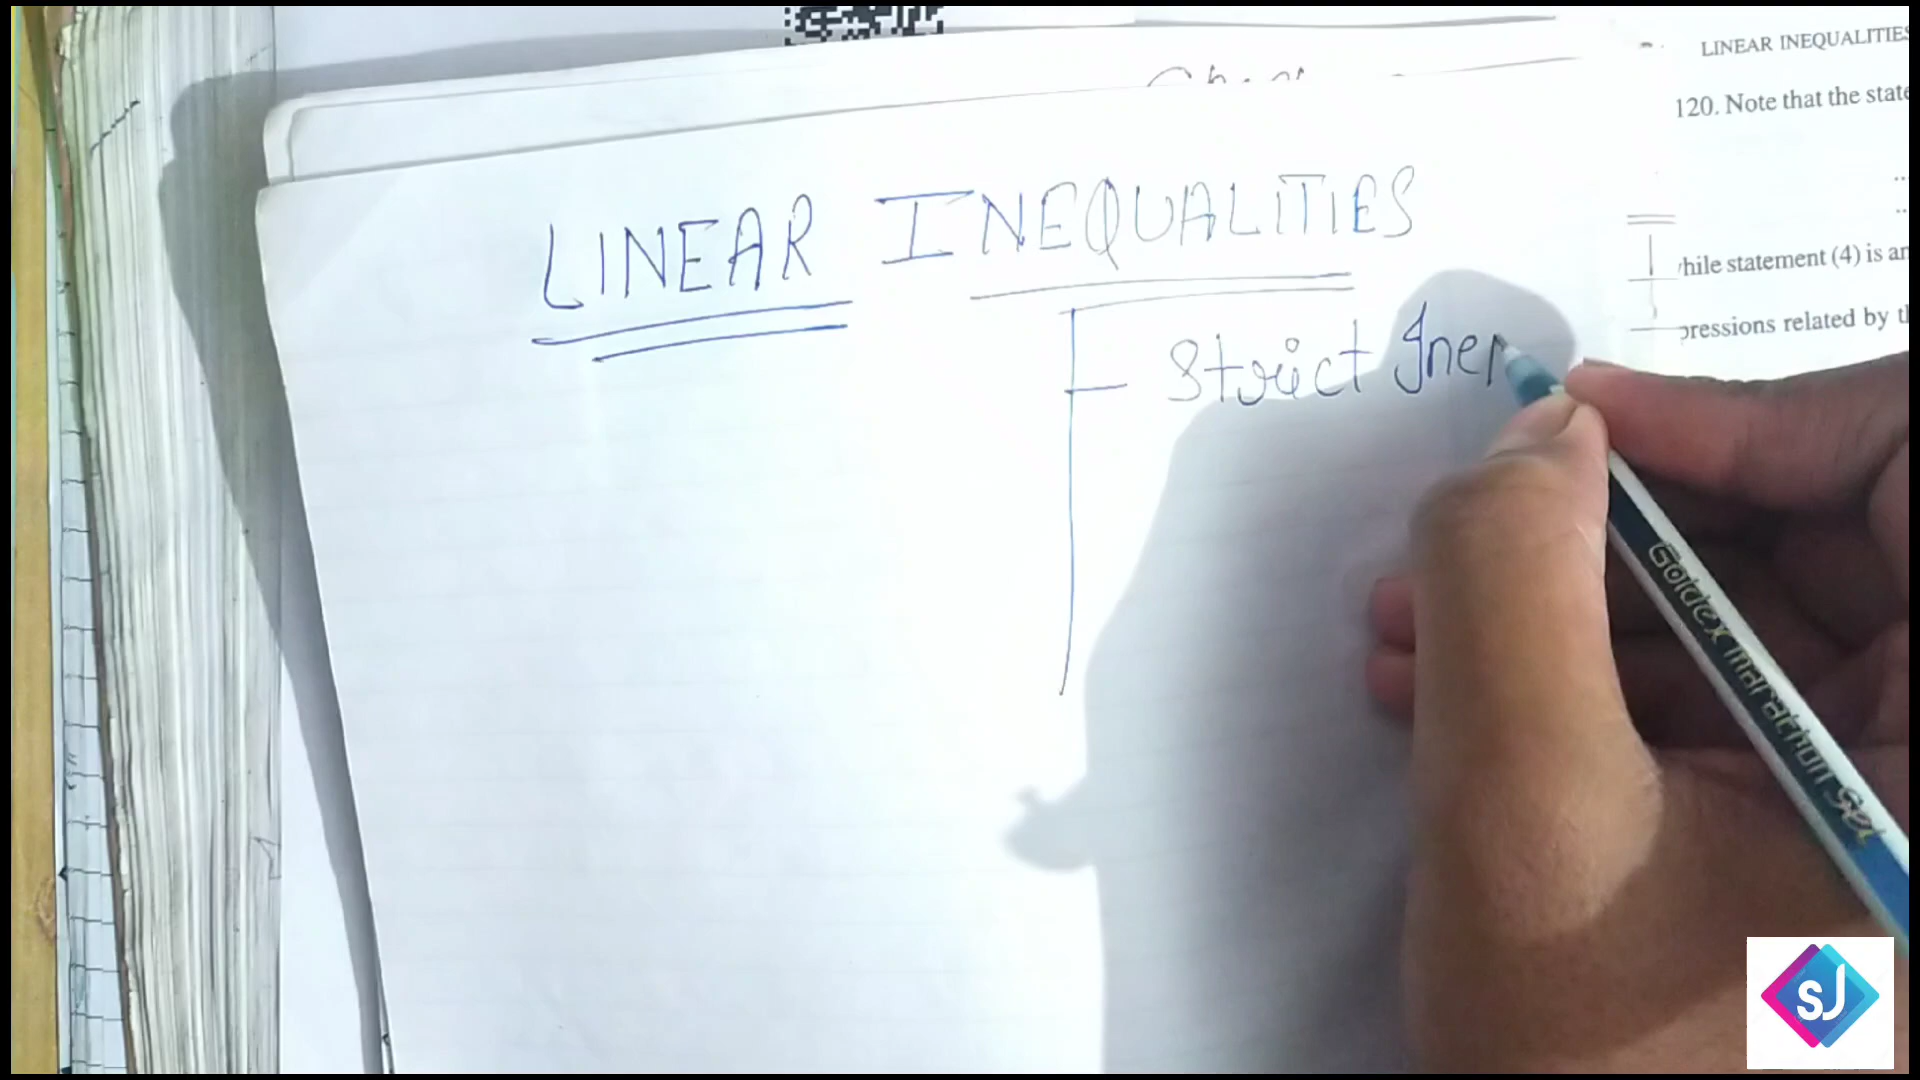 LINEAR INEQUALITIES
120. Note that the state
hile statement (4) is an
pressions related by t
LINEAR INEQUALITIES
Strict Ine
Goldex marathon Gel
SJ